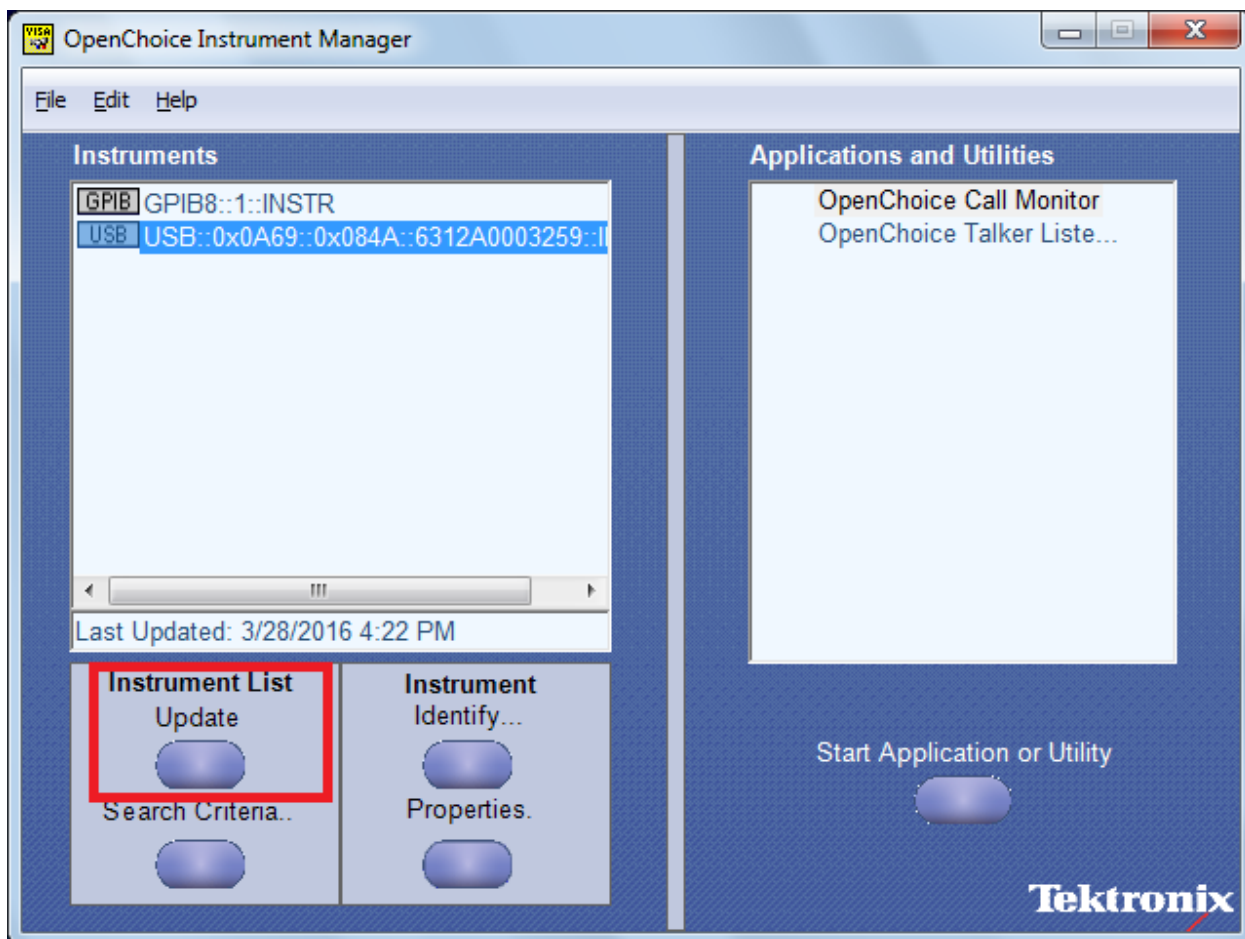 VISA
OpenChoice Instrument Manager
File Edit Help
Instruments
Applications and Utilities
GPIB GPIB8::1::INSTR
USB USB::0x0A69::0x084A::6312A0003259::I
OpenChoice Call Monitor
OpenChoice Talker Liste...
Last Updated: 3/28/2016 4:22 PM
Instrument List
Update
Search Criteria..
Instrument
Identify...
Properties.
Start Application or Utility
Tektronix